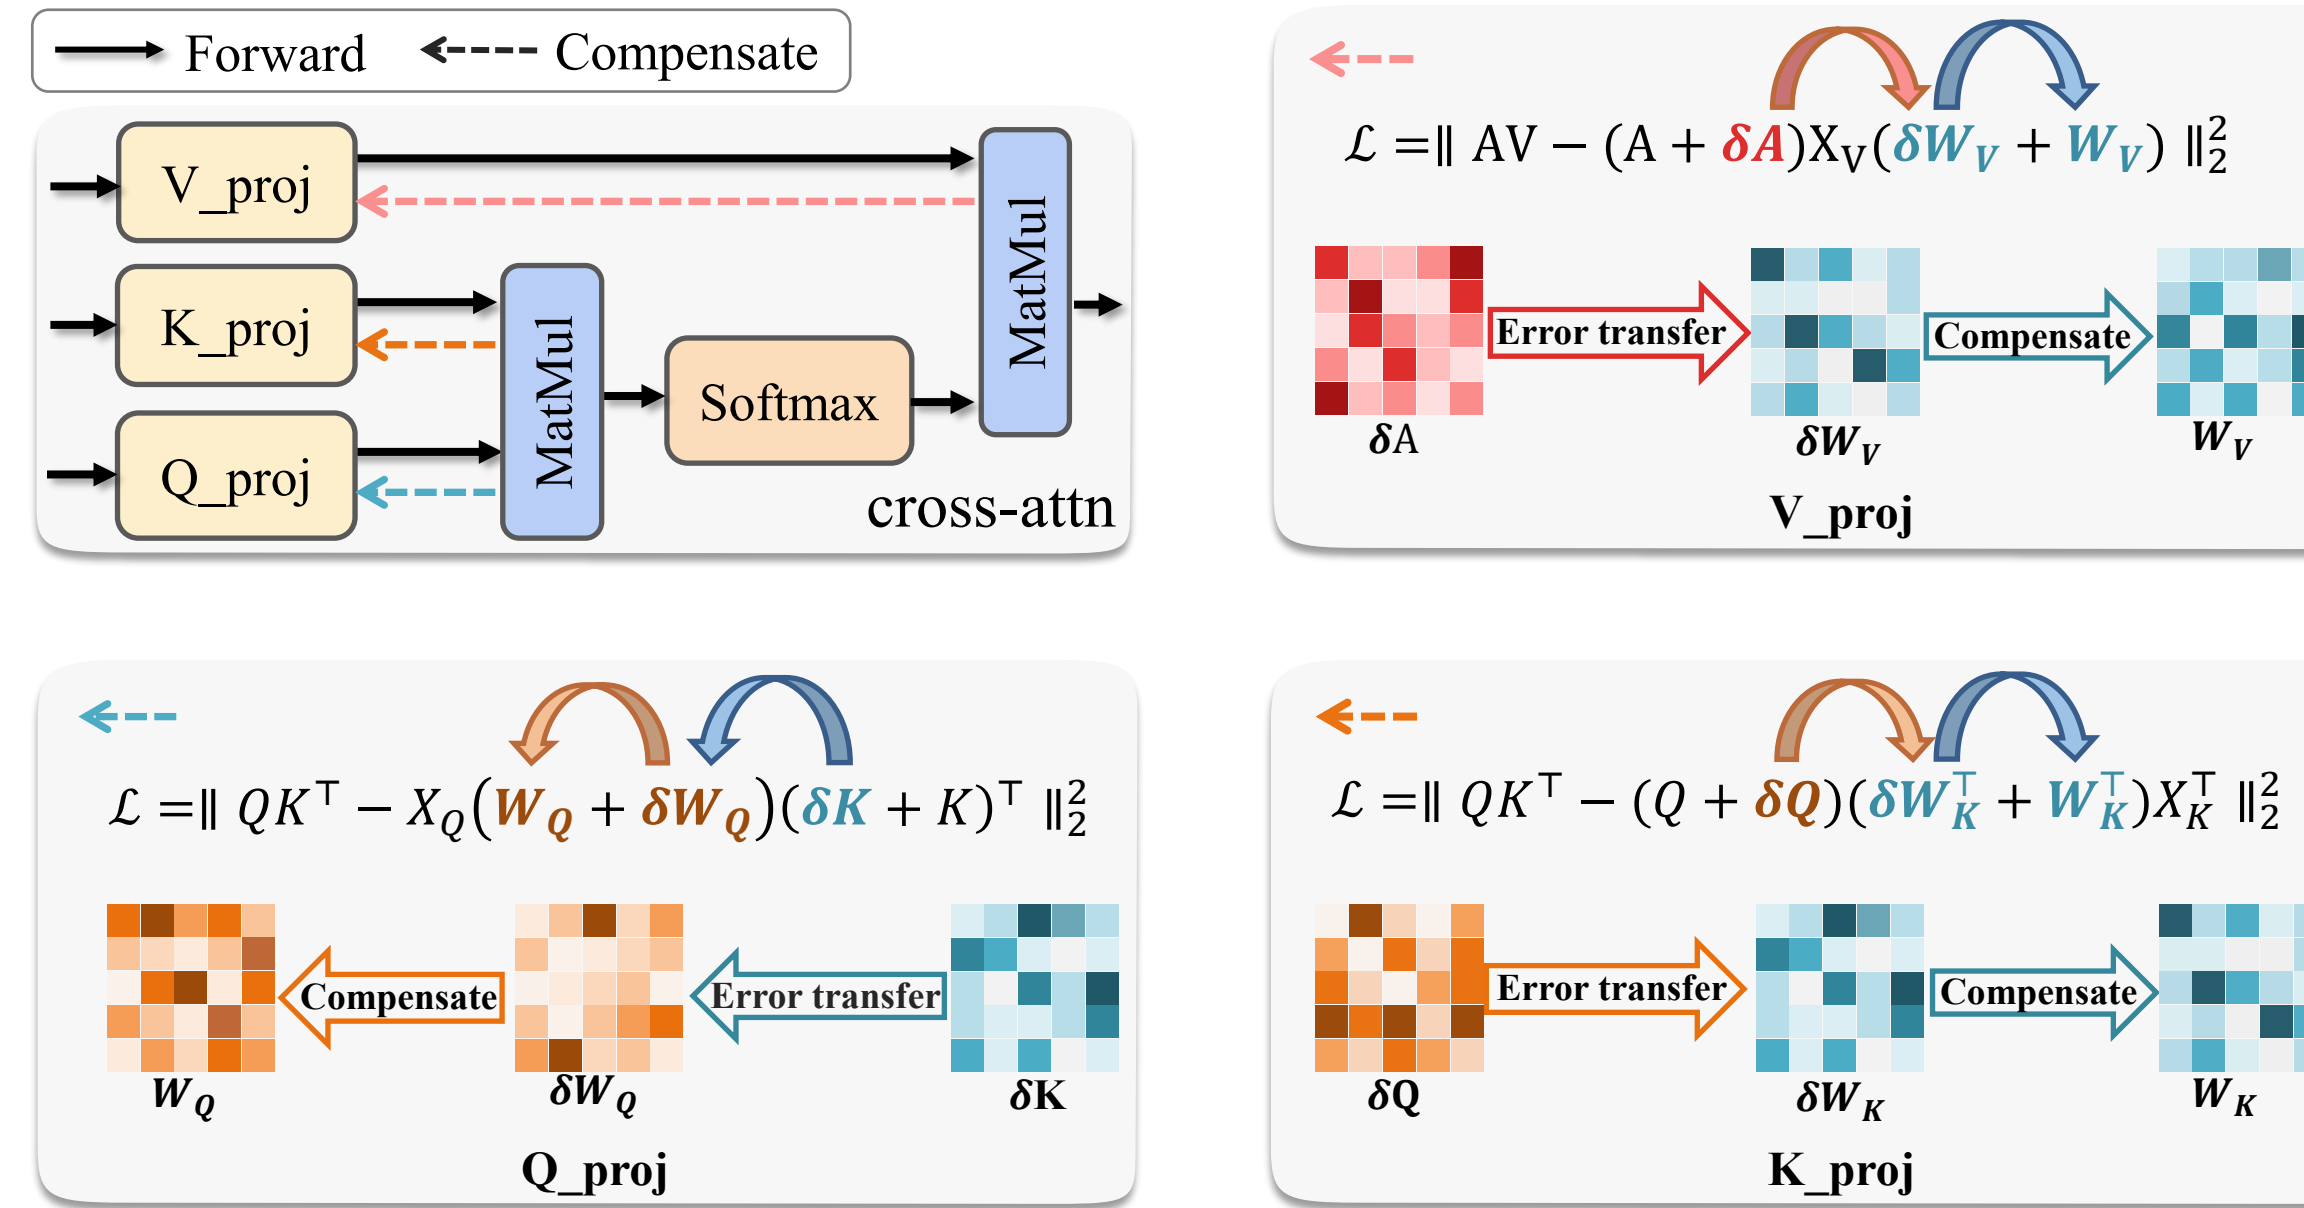 Forward Compensate
V_proj
K_proj
Q_proj
MatMul
Softmax
MatMul
cross-attn
ℒ =‖ AV − (A + δA)X_V(δW_V + W_V) ‖₂²
Error transfer
Compensate
δA
δW_V
W_V
V_proj
ℒ =‖ QK^⊤ − X_Q(W_Q + δW_Q)(δK + K)^⊤ ‖₂²
Compensate
Error transfer
W_Q
δW_Q
δK
Q_proj
ℒ =‖ QK^⊤ − (Q + δQ)(δW_K^⊤ + W_K^⊤)X_K^⊤ ‖₂²
Error transfer
Compensate
δQ
δW_K
W_K
K_proj